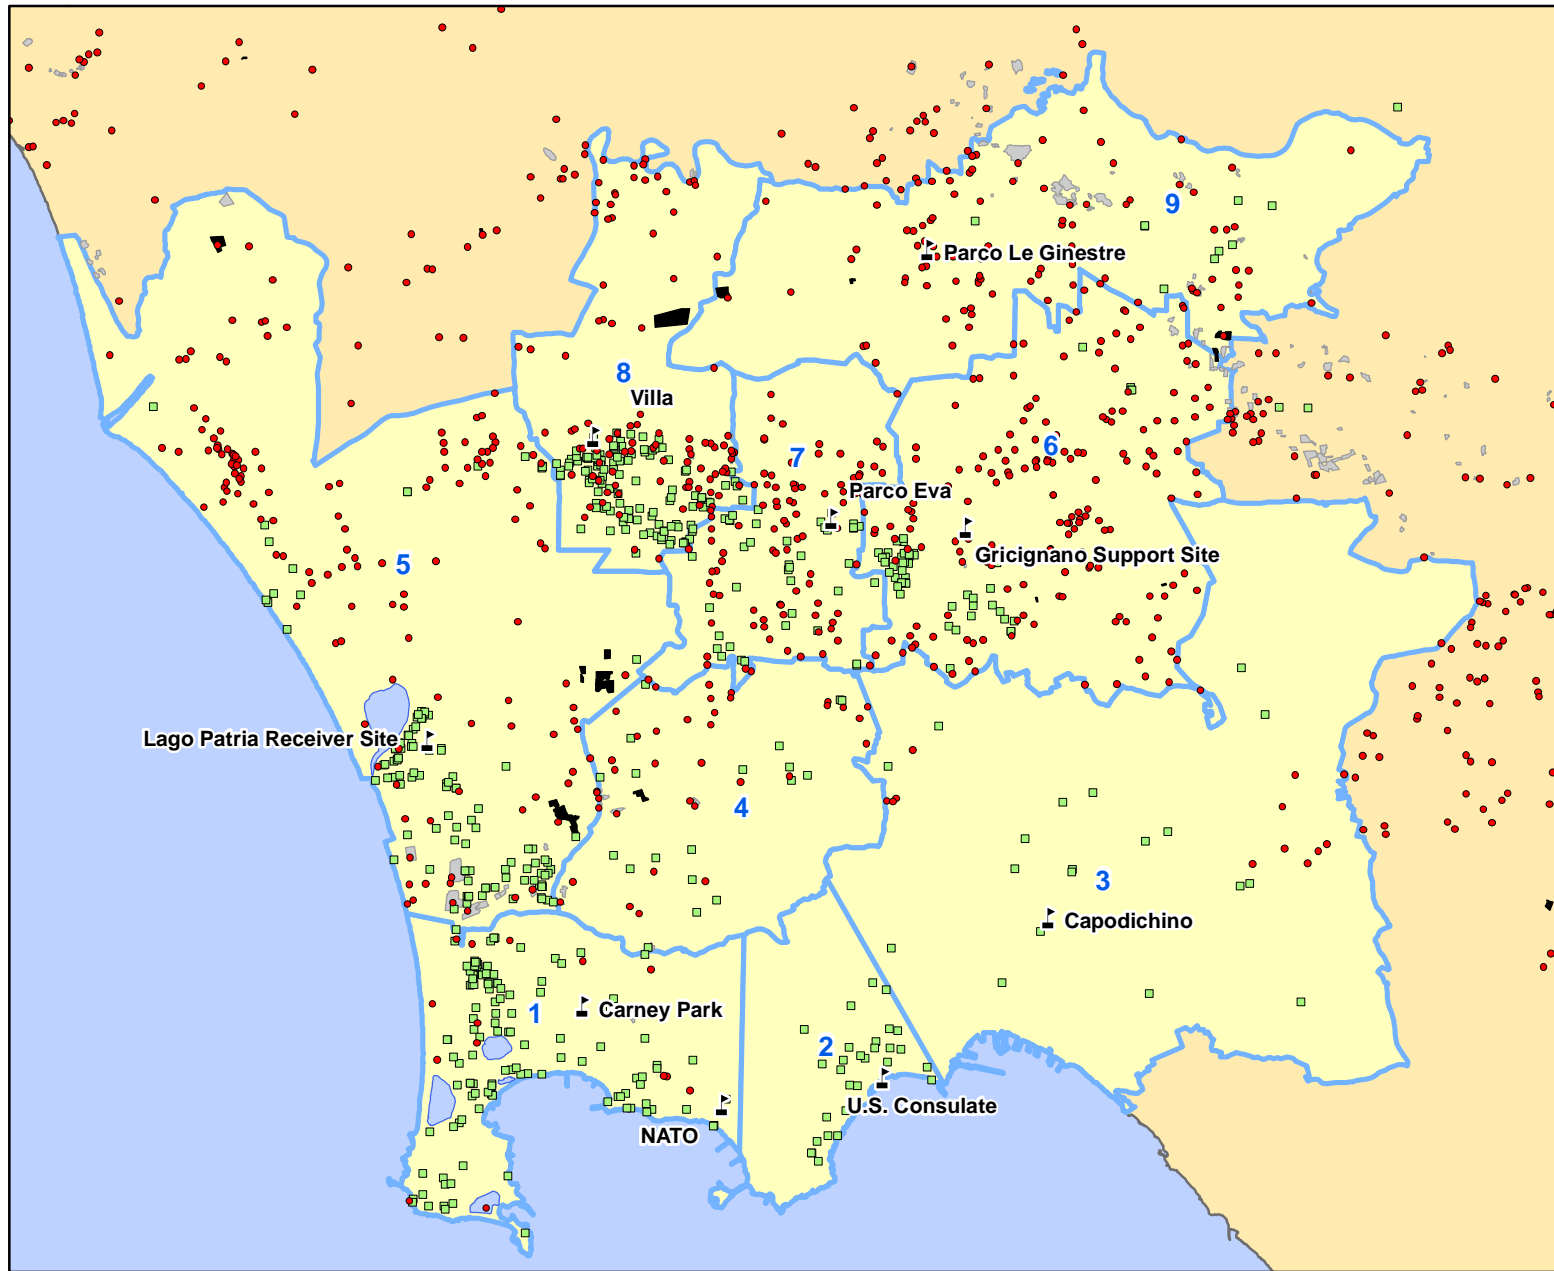 9
Parco Le Ginestre
8
Villa
7
6
Parco Eva
Gricignano Support Site
5
Lago Patria Receiver Site
4
3
Capodichino
1
Carney Park
2
U.S. Consulate
NATO